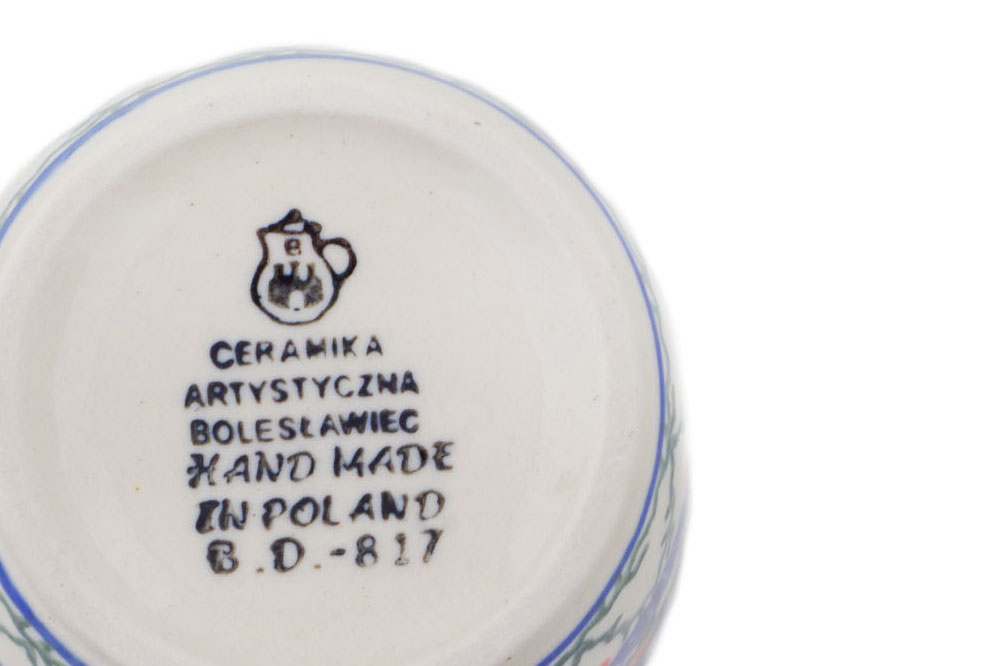 e
CERAMIKA
ARTYSTYCZNA
BOLESŁAWIEC
HAND MADE
IN POLAND
B.D.-817